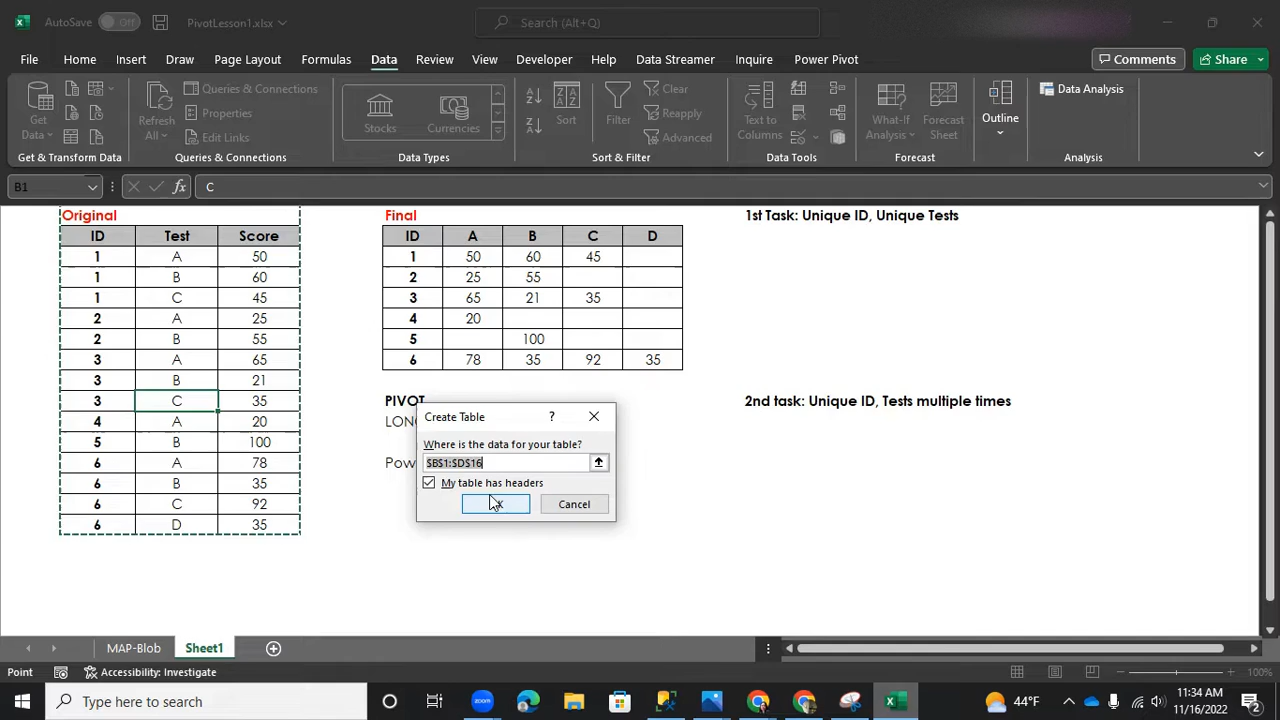 AutoSave Off PivotLesson1.xlsx Search (Alt+Q)
File Home Insert Draw Page Layout Formulas Data Review View Developer Help Data Streamer Inquire Power Pivot Comments Share
Get Data Refresh All Queries & Connections Properties Edit Links Stocks Currencies Sort Filter Clear Reapply Advanced Text to Columns What-If Analysis Forecast Sheet Outline Data Analysis
Get & Transform Data Queries & Connections Data Types Sort & Filter Data Tools Forecast Analysis
B1 fx C
Original Final 1st Task: Unique ID, Unique Tests
ID Test Score ID A B C D
1 A 50 1 50 60 45
1 B 60 2 25 55
1 C 45 3 65 21 35
2 A 25 4 20
2 B 55 5 100
3 A 65 6 78 35 92 35
3 B 21
3 C 35 PIVOT 2nd task: Unique ID, Tests multiple times
4 A 20
5 B 100
6 A 78
6 B 35
6 C 92
6 D 35
Create Table ?
Where is the data for your table?
$B$1:$D$16
My table has headers
Cancel
MAP-Blob Sheet1
Point Accessibility: Investigate 100%
Type here to search zoom 44°F 11:34 AM
11/16/2022 2